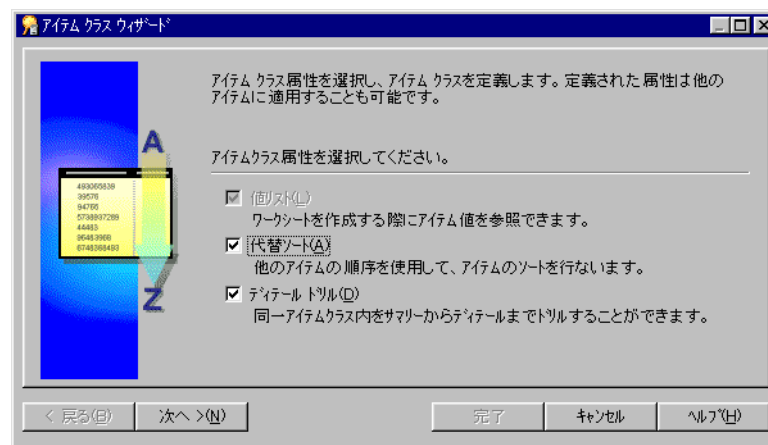 ｱｲﾃﾑ ｸﾗｽ ｳｨｻﾞｰﾄﾞ
ｱｲﾃﾑ ｸﾗｽ属性を選択し、ｱｲﾃﾑ ｸﾗｽを定義します。定義された属性は他の
ｱｲﾃﾑに適用することも可能です。
ｱｲﾃﾑｸﾗｽ属性を選択してください。
A
Z
493065839
39576
94766
5738937289
44483
86483968
6748368493
値ﾘｽﾄ(L)
ﾜｰｸｼｰﾄを作成する際にｱｲﾃﾑ値を参照できます。
代替ｿｰﾄ(A)
他のｱｲﾃﾑの順序を使用して、ｱｲﾃﾑのｿｰﾄを行ないます。
ﾃﾞｨﾃｰﾙ ﾄﾞﾘﾙ(D)
同一ｱｲﾃﾑｸﾗｽ内をｻﾏﾘｰからﾃﾞｨﾃｰﾙまでﾄﾞﾘﾙすることができます。
< 戻る(B)
次へ >(N)
完了
ｷｬﾝｾﾙ
ﾍﾙﾌﾟ(H)